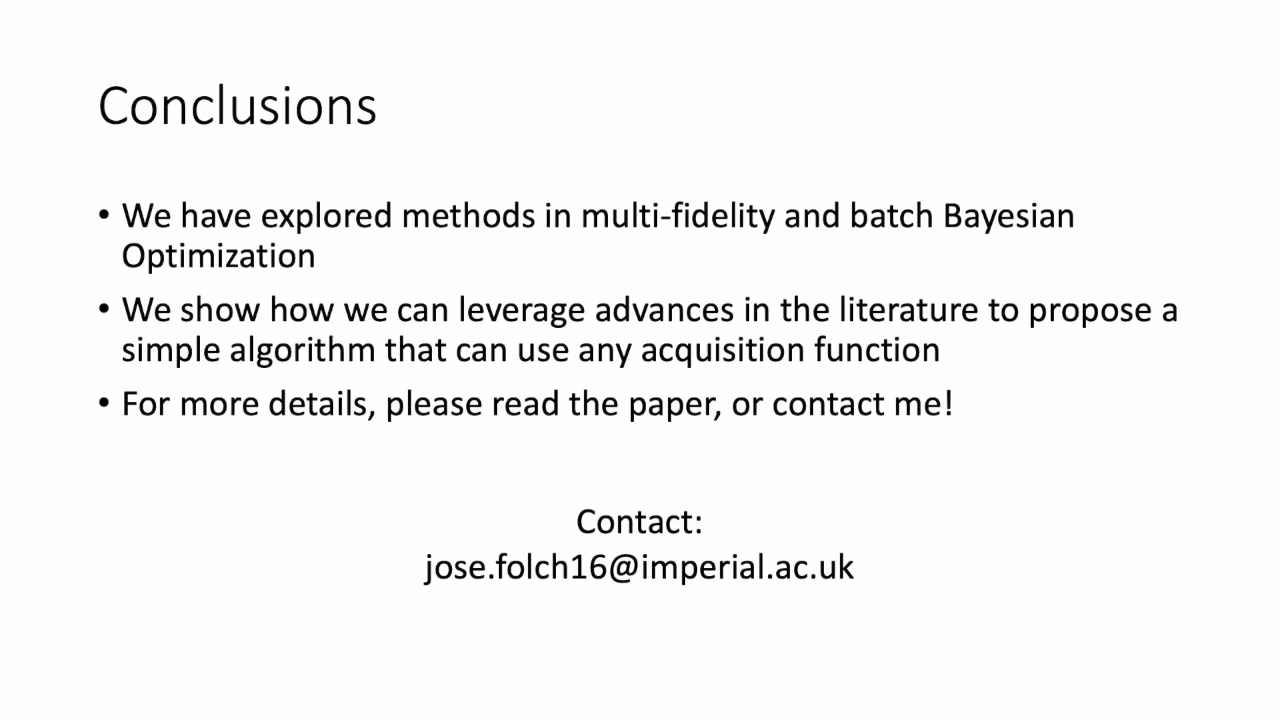 Conclusions
• We have explored methods in multi-fidelity and batch Bayesian
Optimization
• We show how we can leverage advances in the literature to propose a
simple algorithm that can use any acquisition function
• For more details, please read the paper, or contact me!
Contact:
jose.folch16@imperial.ac.uk